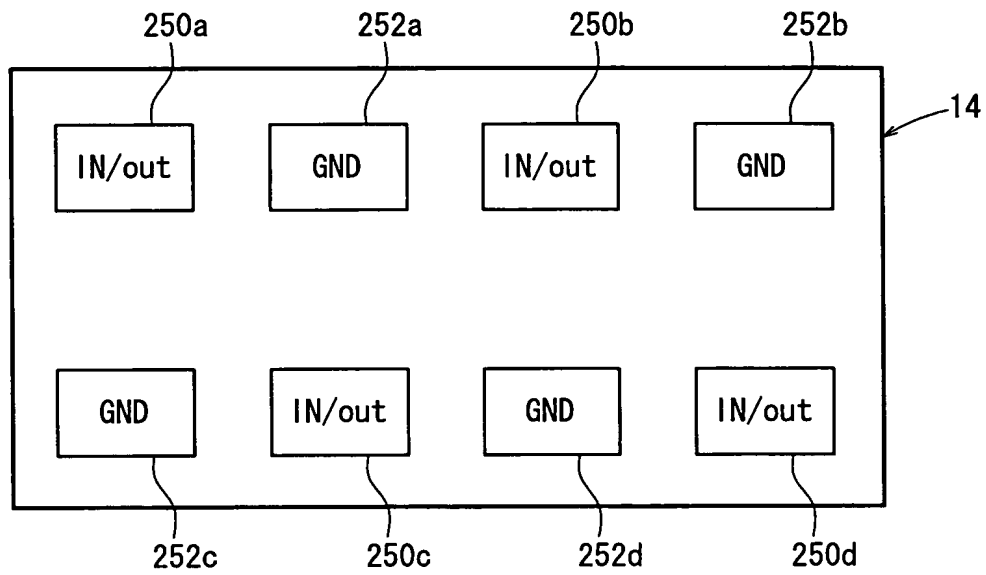 250a 252a 250b 252b
14
IN/out GND IN/out GND
GND IN/out GND IN/out
252c 250c 252d 250d